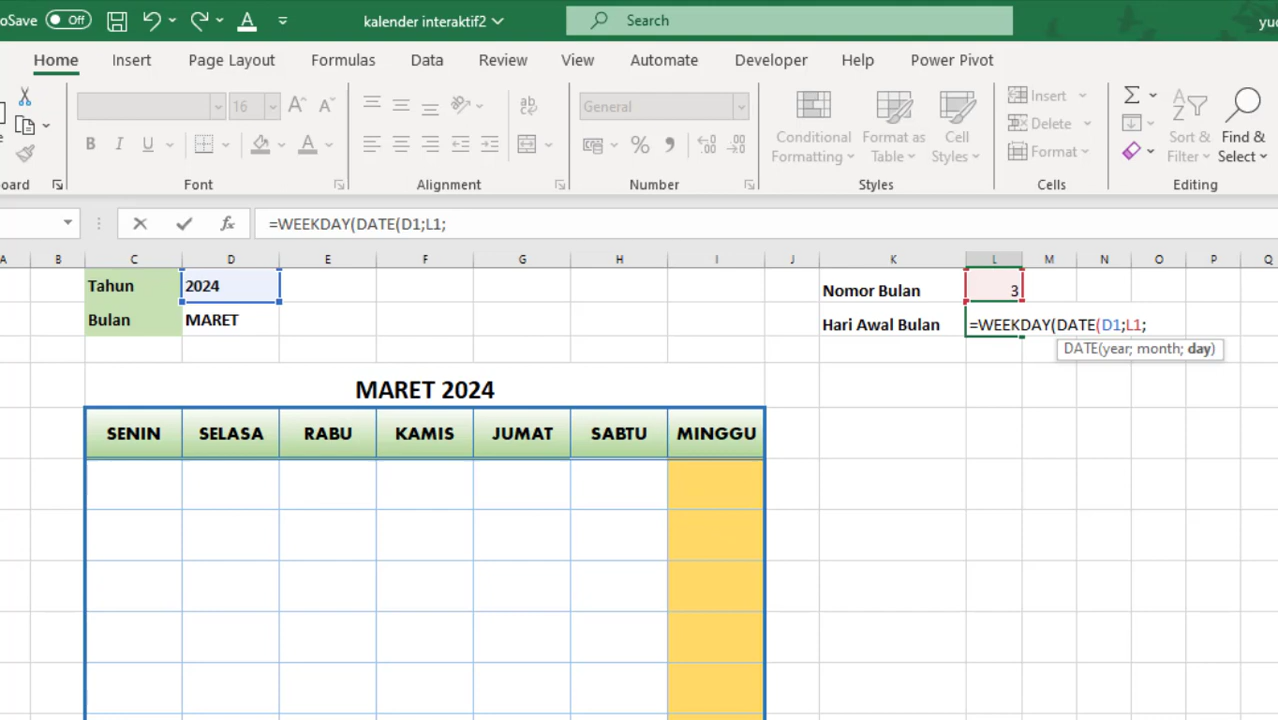 oSave Off kalender interaktif2 Search yuc
Home Insert Page Layout Formulas Data Review View Automate Developer Help Power Pivot
16 General
B I U
Conditional Formatting
Format as Table
Cell Styles
Insert
Delete
Format
Sort & Filter
Find & Select
oard Font Alignment Number Styles Cells Editing
=WEEKDAY(DATE(D1;L1;
A B C D E F G H I J K L M N O P Q
Tahun 2024 Nomor Bulan 3
Bulan MARET Hari Awal Bulan =WEEKDAY(DATE(D1;L1;
DATE(year; month; day)
MARET 2024
SENIN SELASA RABU KAMIS JUMAT SABTU MINGGU